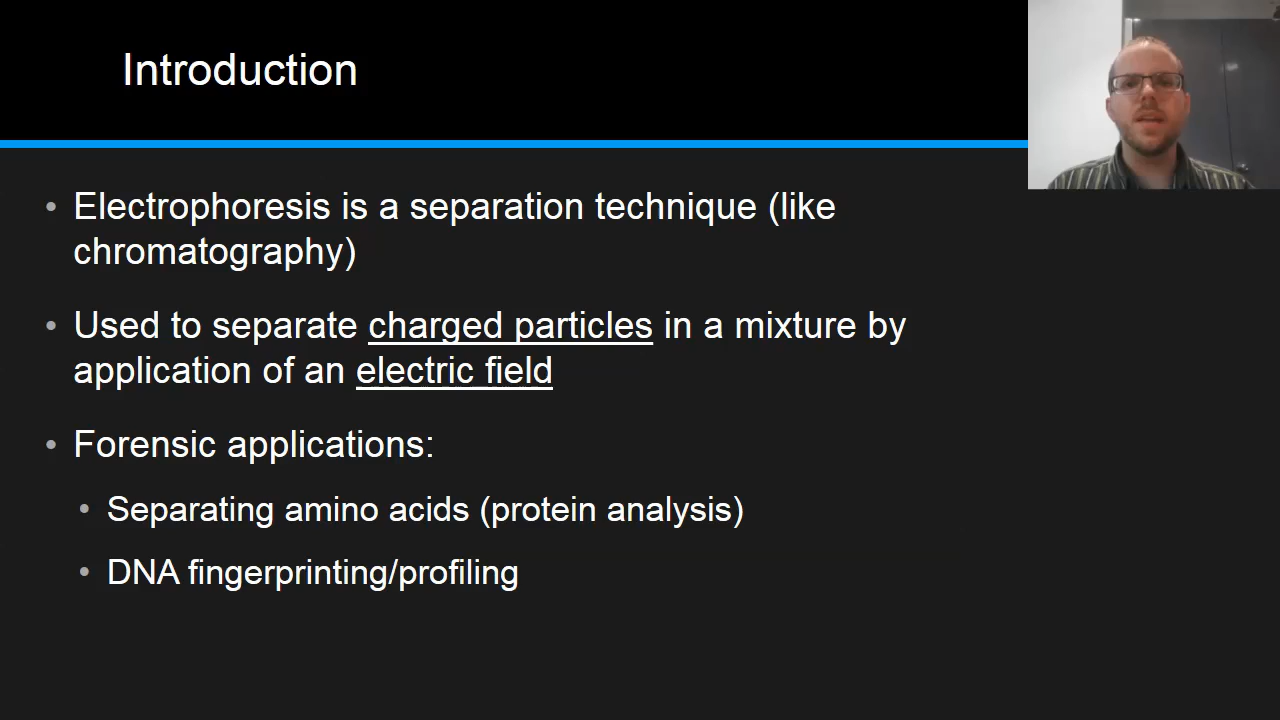 Introduction
• Electrophoresis is a separation technique (like
chromatography)
• Used to separate charged particles in a mixture by
application of an electric field
• Forensic applications:
• Separating amino acids (protein analysis)
• DNA fingerprinting/profiling